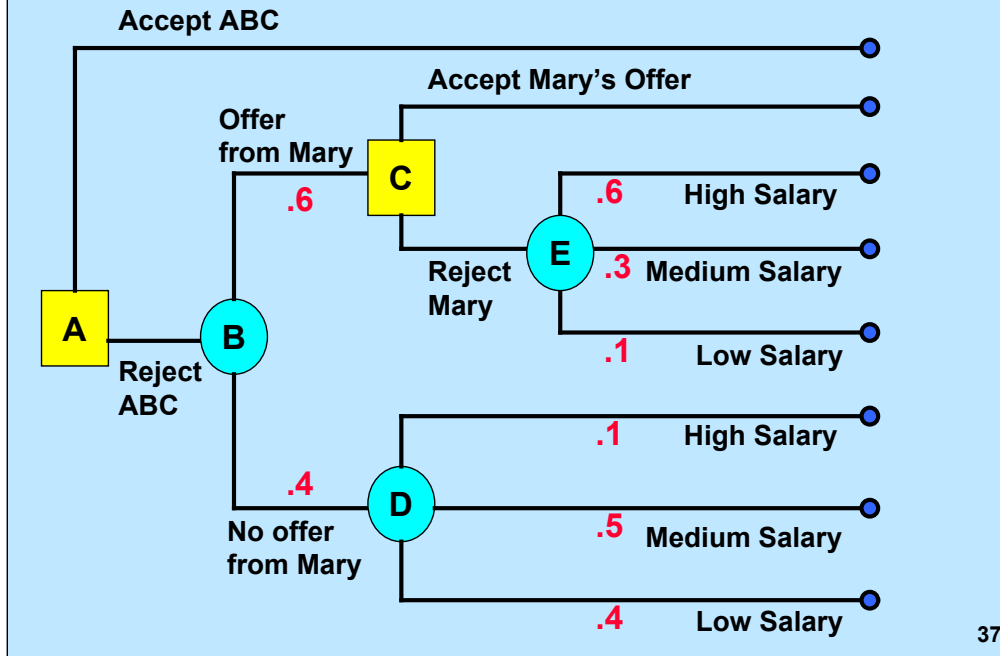 Accept ABC
Accept Mary's Offer
Offer
from Mary
.6
C
.6
High Salary
E
.3
Medium Salary
Reject
Mary
.1
Low Salary
A
B
Reject
ABC
.1
High Salary
.4
D
No offer
from Mary
.5
Medium Salary
.4
Low Salary
37